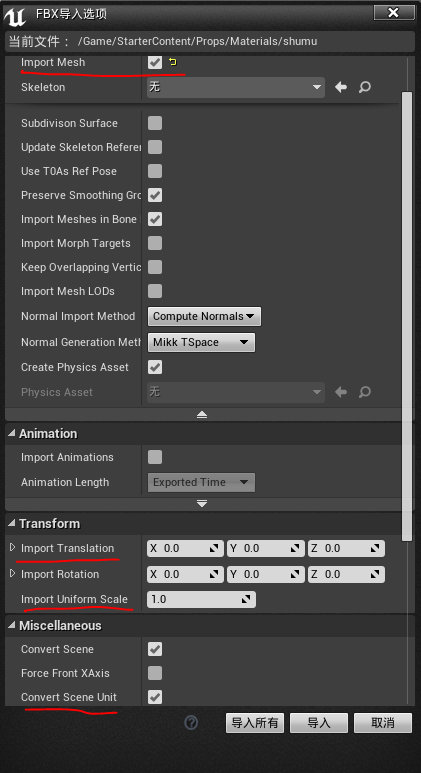 FBX导入选项
当前文件： /Game/StarterContent/Props/Materials/shumu
Import Mesh
Skeleton 无
Subdivison Surface
Update Skeleton Referen
Use T0As Ref Pose
Preserve Smoothing Gro
Import Meshes in Bone
Import Morph Targets
Keep Overlapping Vertic
Import Mesh LODs
Normal Import Method Compute Normals
Normal Generation Meth Mikk TSpace
Create Physics Asset
Physics Asset 无
Animation
Import Animations
Animation Length Exported Time
Transform
Import Translation X 0.0 Y 0.0 Z 0.0
Import Rotation X 0.0 Y 0.0 Z 0.0
Import Uniform Scale 1.0
Miscellaneous
Convert Scene
Force Front XAxis
Convert Scene Unit
? 导入所有 导入 取消